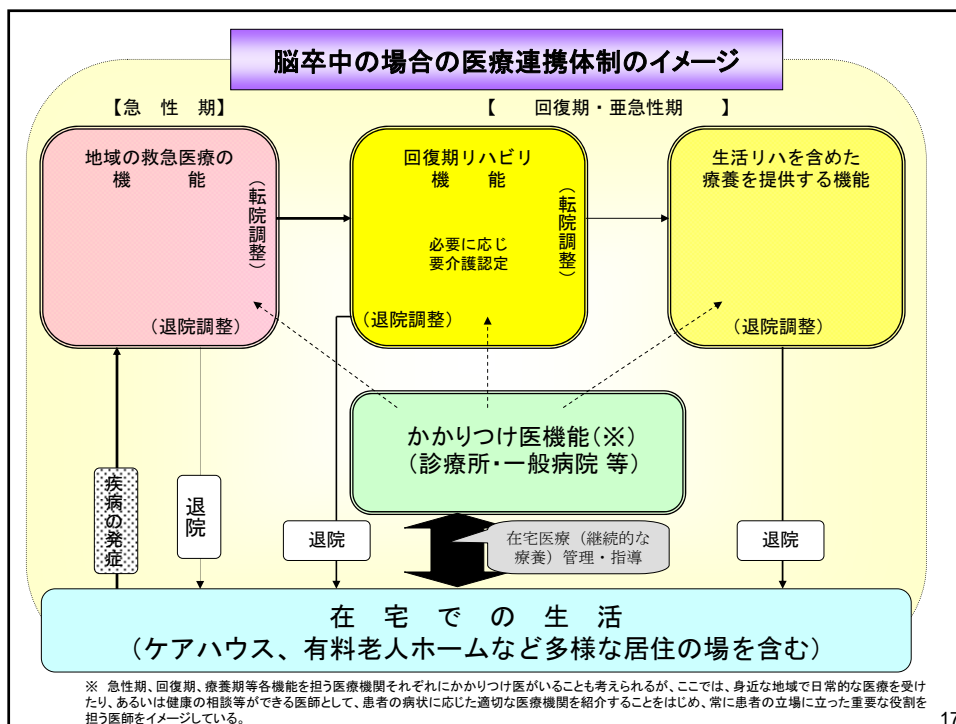 脳卒中の場合の医療連携体制のイメージ
【急　性　期】
【　　回復期・亜急性期　　】
地域の救急医療の
機　　能
(転院調整)
(退院調整)
回復期リハビリ
機　　能
必要に応じ
要介護認定
(転院調整)
(退院調整)
生活リハを含めた
療養を提供する機能
(退院調整)
かかりつけ医機能(※)
(診療所・一般病院 等)
疾病の発症
退院
退院
在宅医療（継続的な
療養）管理・指導
退院
在　宅　で　の　生　活
(ケアハウス、有料老人ホームなど多様な居住の場を含む)
※　急性期、回復期、療養期等各機能を担う医療機関それぞれにかかりつけ医がいることも考えられるが、ここでは、身近な地域で日常的な医療を受け
たり、あるいは健康の相談等ができる医師として、患者の病状に応じた適切な医療機関を紹介することをはじめ、常に患者の立場に立った重要な役割を
担う医師をイメージしている。
17